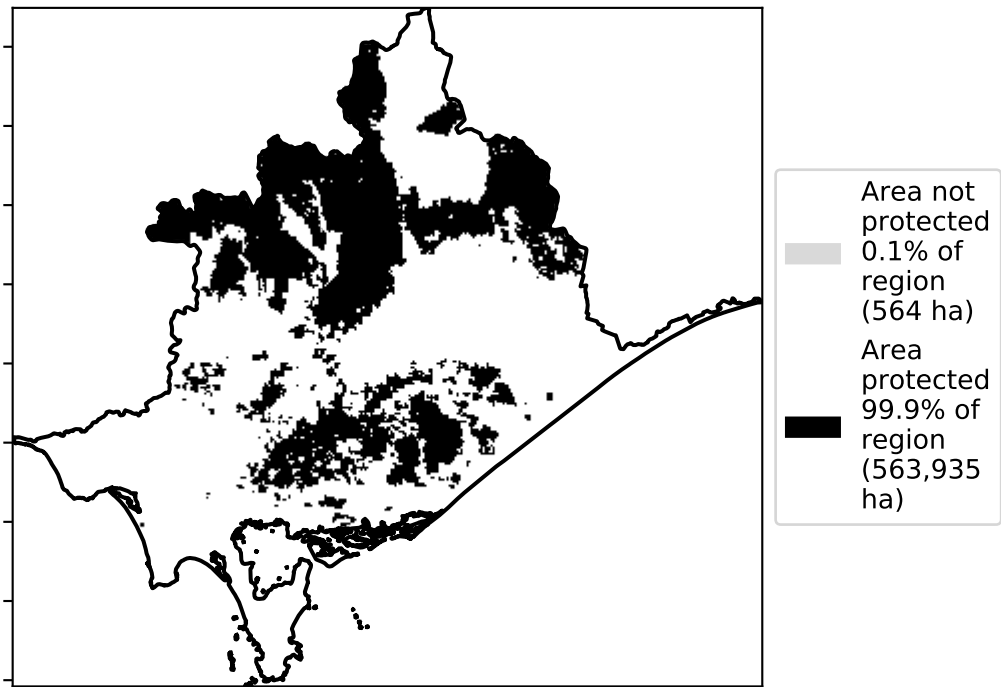 Area not
protected
0.1% of
region
(564 ha)
Area
protected
99.9% of
region
(563,935
ha)